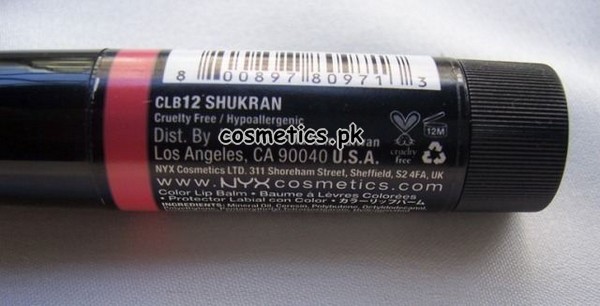 8 00897 80971 3
CLB12 SHUKRAN
Cruelty Free / Hypoallergenic
Dist. By
cosmetics.pk
Los Angeles, CA 90040 U.S.A.
NYX Cosmetics LTD. 311 Shoreham Street, Sheffield, S2 4FA, UK
www.NYXcosmetics.com
Color Lip Balm • Baume à Lèvres Colorées
• Protector Labial con Color • カラーリップバーム
INGREDIENTS: Mineral Oil, Ceresin, Polybutene, Octyldodecanol,
cruelty free
12M